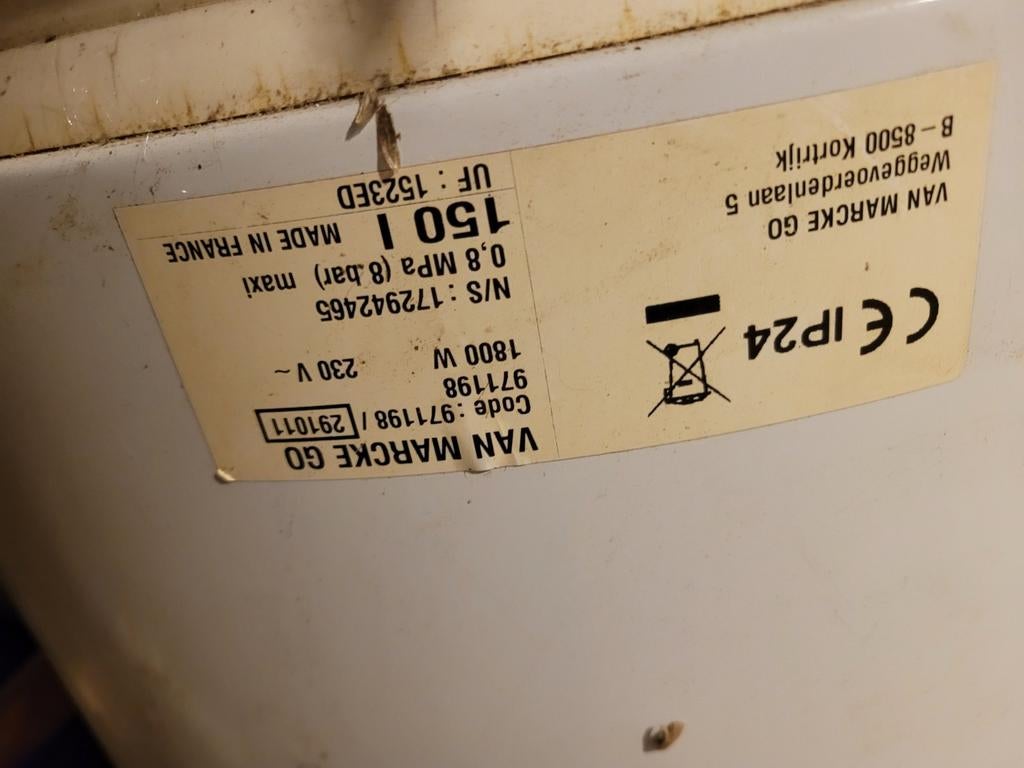 VAN MARCKE GO
Code : 971198 / 291011
971198
1800 W 230 V ~
N/S : 172942465
0,8 MPa (8 bar) maxi
150 l MADE IN FRANCE
UF : 1523ED
CE IP24
VAN MARCKE GO
Weggevoerdenlaan 5
B – 8500 Kortrijk